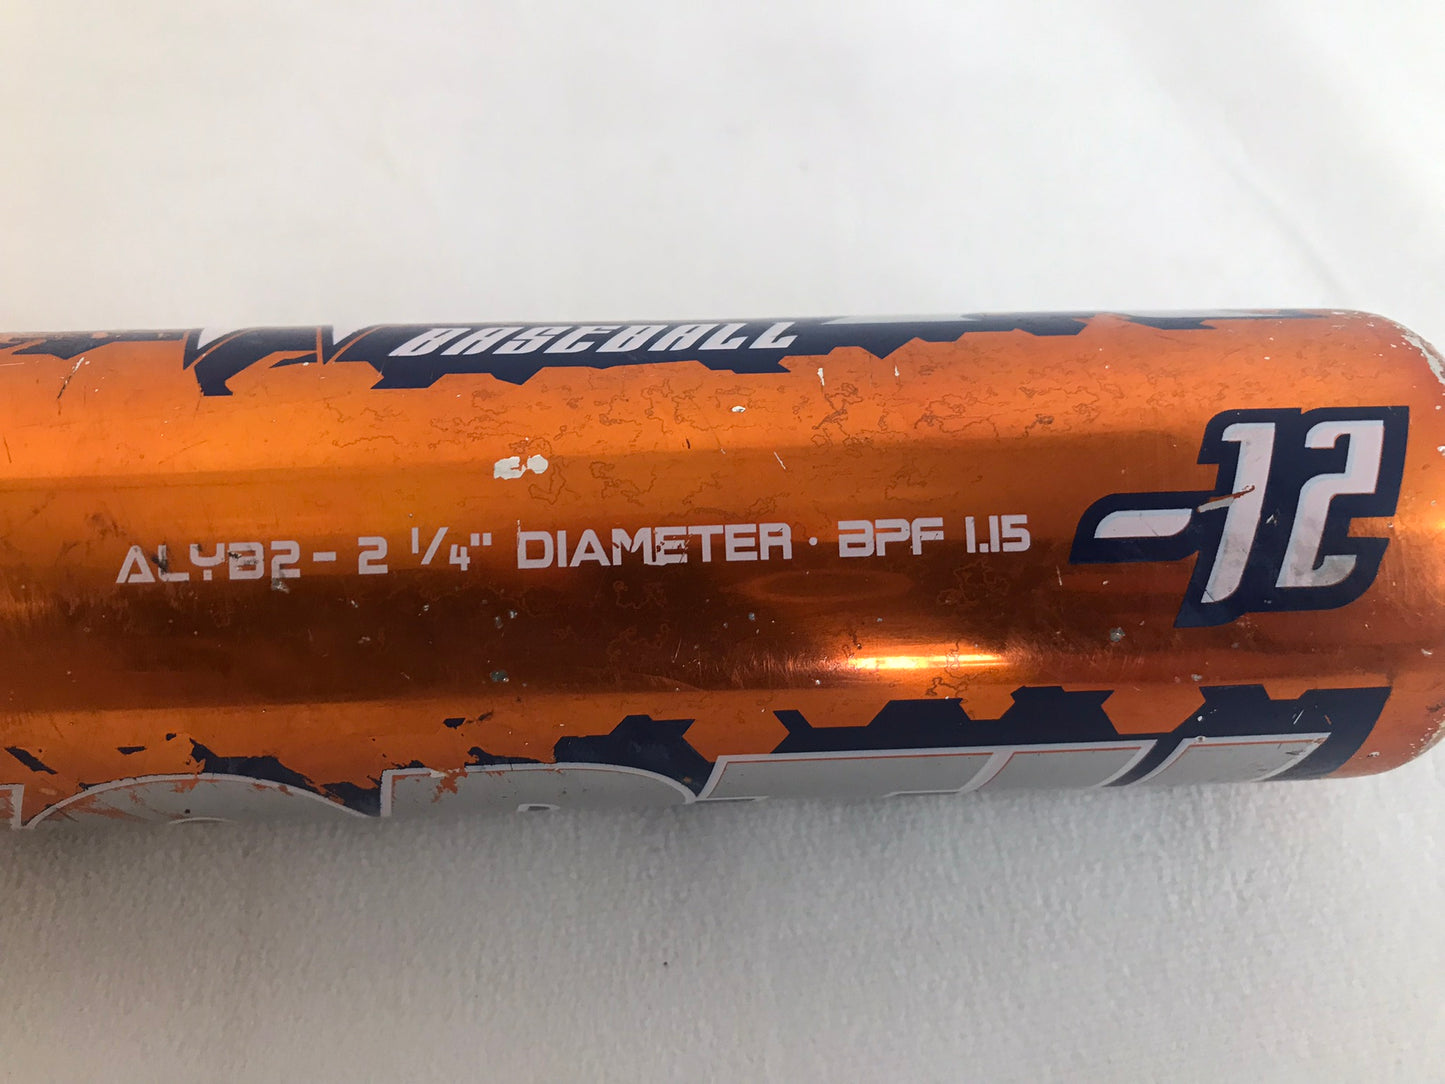 BASEBALL
ALYB2 - 2 1/4" DIAMETER · BPF 1.15
-12